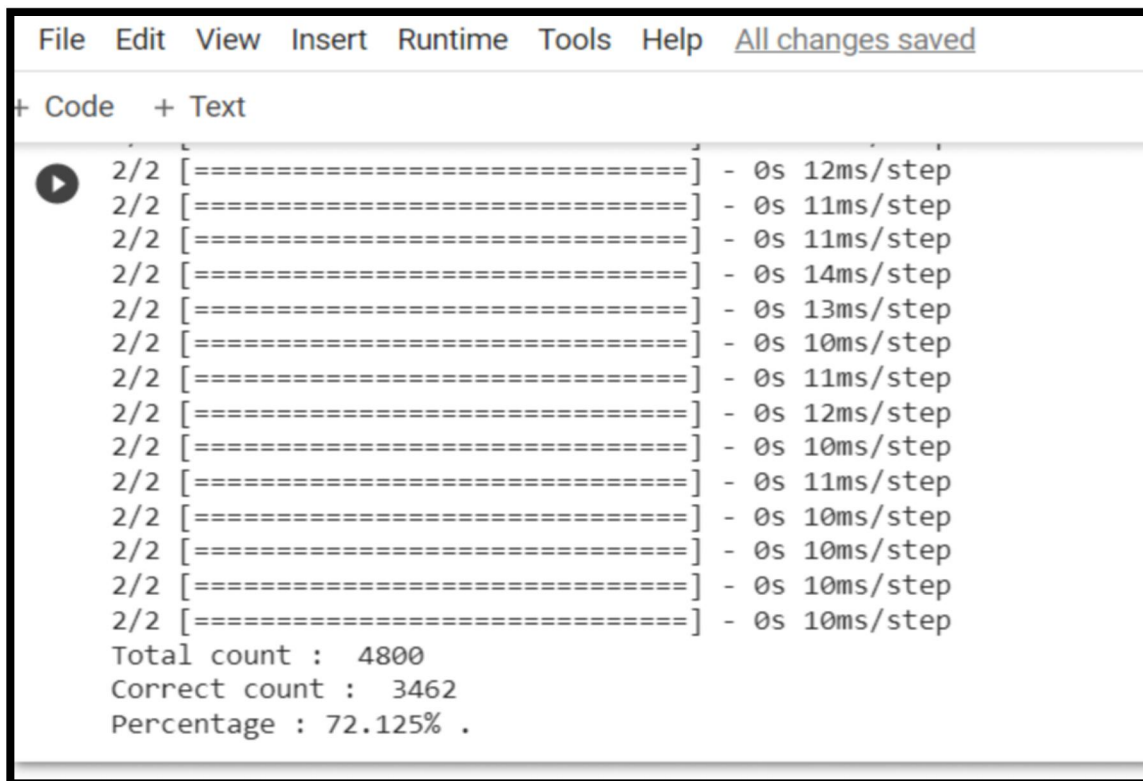 File Edit View Insert Runtime Tools Help All changes saved
+ Code + Text
2/2 [==============================] - 0s 12ms/step
2/2 [==============================] - 0s 11ms/step
2/2 [==============================] - 0s 11ms/step
2/2 [==============================] - 0s 14ms/step
2/2 [==============================] - 0s 13ms/step
2/2 [==============================] - 0s 10ms/step
2/2 [==============================] - 0s 11ms/step
2/2 [==============================] - 0s 12ms/step
2/2 [==============================] - 0s 10ms/step
2/2 [==============================] - 0s 11ms/step
2/2 [==============================] - 0s 10ms/step
2/2 [==============================] - 0s 10ms/step
2/2 [==============================] - 0s 10ms/step
2/2 [==============================] - 0s 10ms/step
Total count :  4800
Correct count :  3462
Percentage : 72.125% .